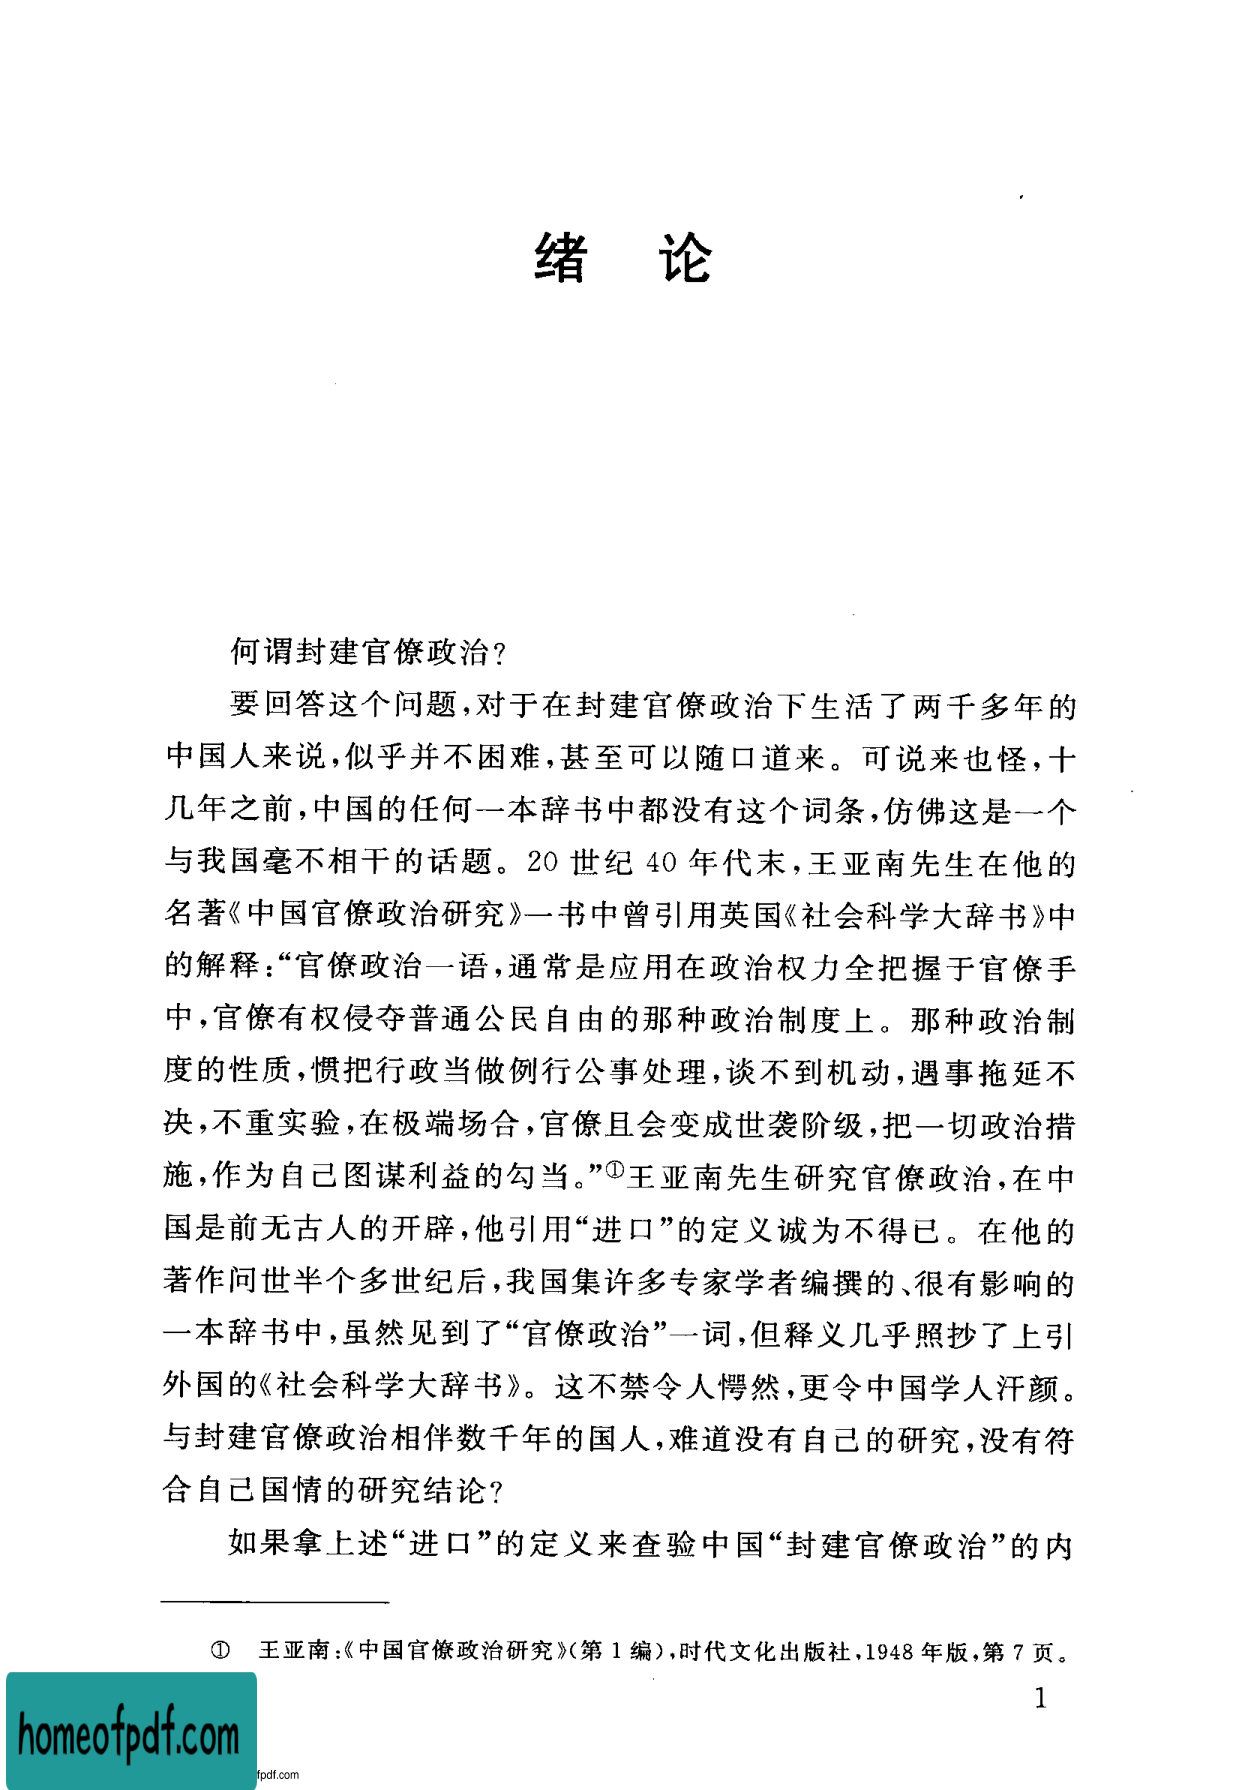 绪 论
何谓封建官僚政治?
要回答这个问题,对于在封建官僚政治下生活了两千多年的
中国人来说,似乎并不困难,甚至可以随口道来。可说来也怪,十
几年之前,中国的任何一本辞书中都没有这个词条,仿佛这是一个
与我国毫不相干的话题。20 世纪 40 年代末,王亚南先生在他的
名著《中国官僚政治研究》一书中曾引用英国《社会科学大辞书》中
的解释:“官僚政治一语,通常是应用在政治权力全把握于官僚手
中,官僚有权侵夺普通公民自由的那种政治制度上。那种政治制
度的性质,惯把行政当做例行公事处理,谈不到机动,遇事拖延不
决,不重实验,在极端场合,官僚且会变成世袭阶级,把一切政治措
施,作为自己图谋利益的勾当。”①王亚南先生研究官僚政治,在中
国是前无古人的开辟,他引用“进口”的定义诚为不得已。在他的
著作问世半个多世纪后,我国集许多专家学者编撰的、很有影响的
一本辞书中,虽然见到了“官僚政治”一词,但释义几乎照抄了上引
外国的《社会科学大辞书》。这不禁令人愕然,更令中国学人汗颜。
与封建官僚政治相伴数千年的国人,难道没有自己的研究,没有符
合自己国情的研究结论?
如果拿上述“进口”的定义来查验中国“封建官僚政治”的内
① 王亚南:《中国官僚政治研究》(第 1 编),时代文化出版社,1948 年版,第 7 页。
1
homeofpdf.com
fpdf.com